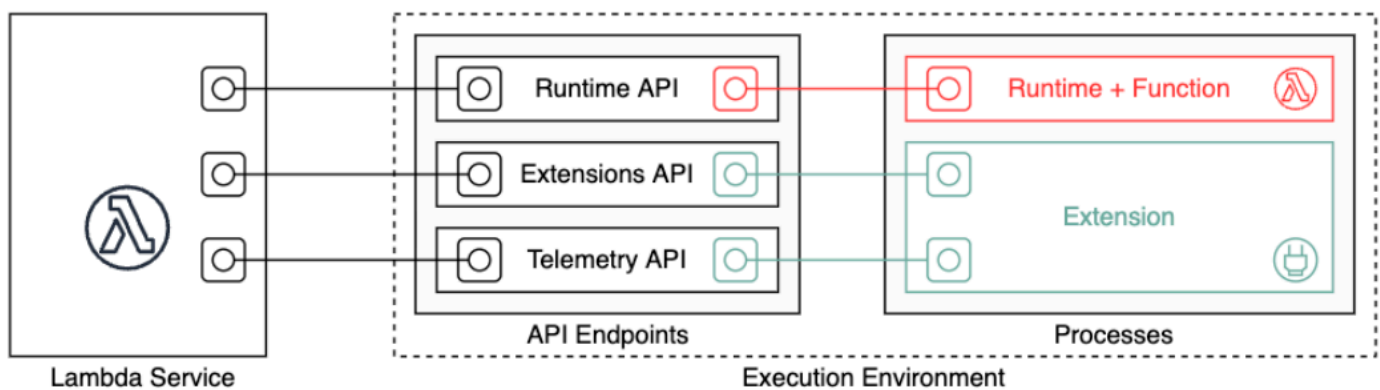 Runtime API
Runtime + Function
Extensions API
Extension
Telemetry API
API Endpoints
Processes
Lambda Service
Execution Environment